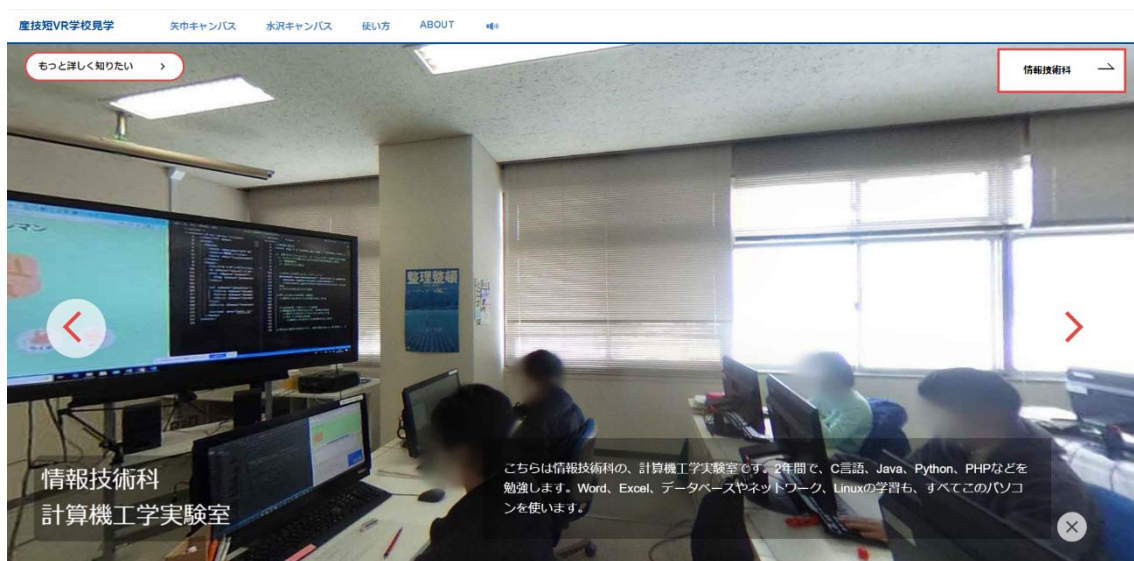 産技短VR学校見学
矢巾キャンパス
水沢キャンパス
使い方
ABOUT
もっと詳しく知りたい
情報技術科
整理整頓
情報技術科
計算機工学実験室
こちらは情報技術科の、計算機工学実験室です。2年間で、C言語、Java、Python、PHPなどを
勉強します。Word、Excel、データベースやネットワーク、Linuxの学習も、すべてこのパソコ
ンを使います。